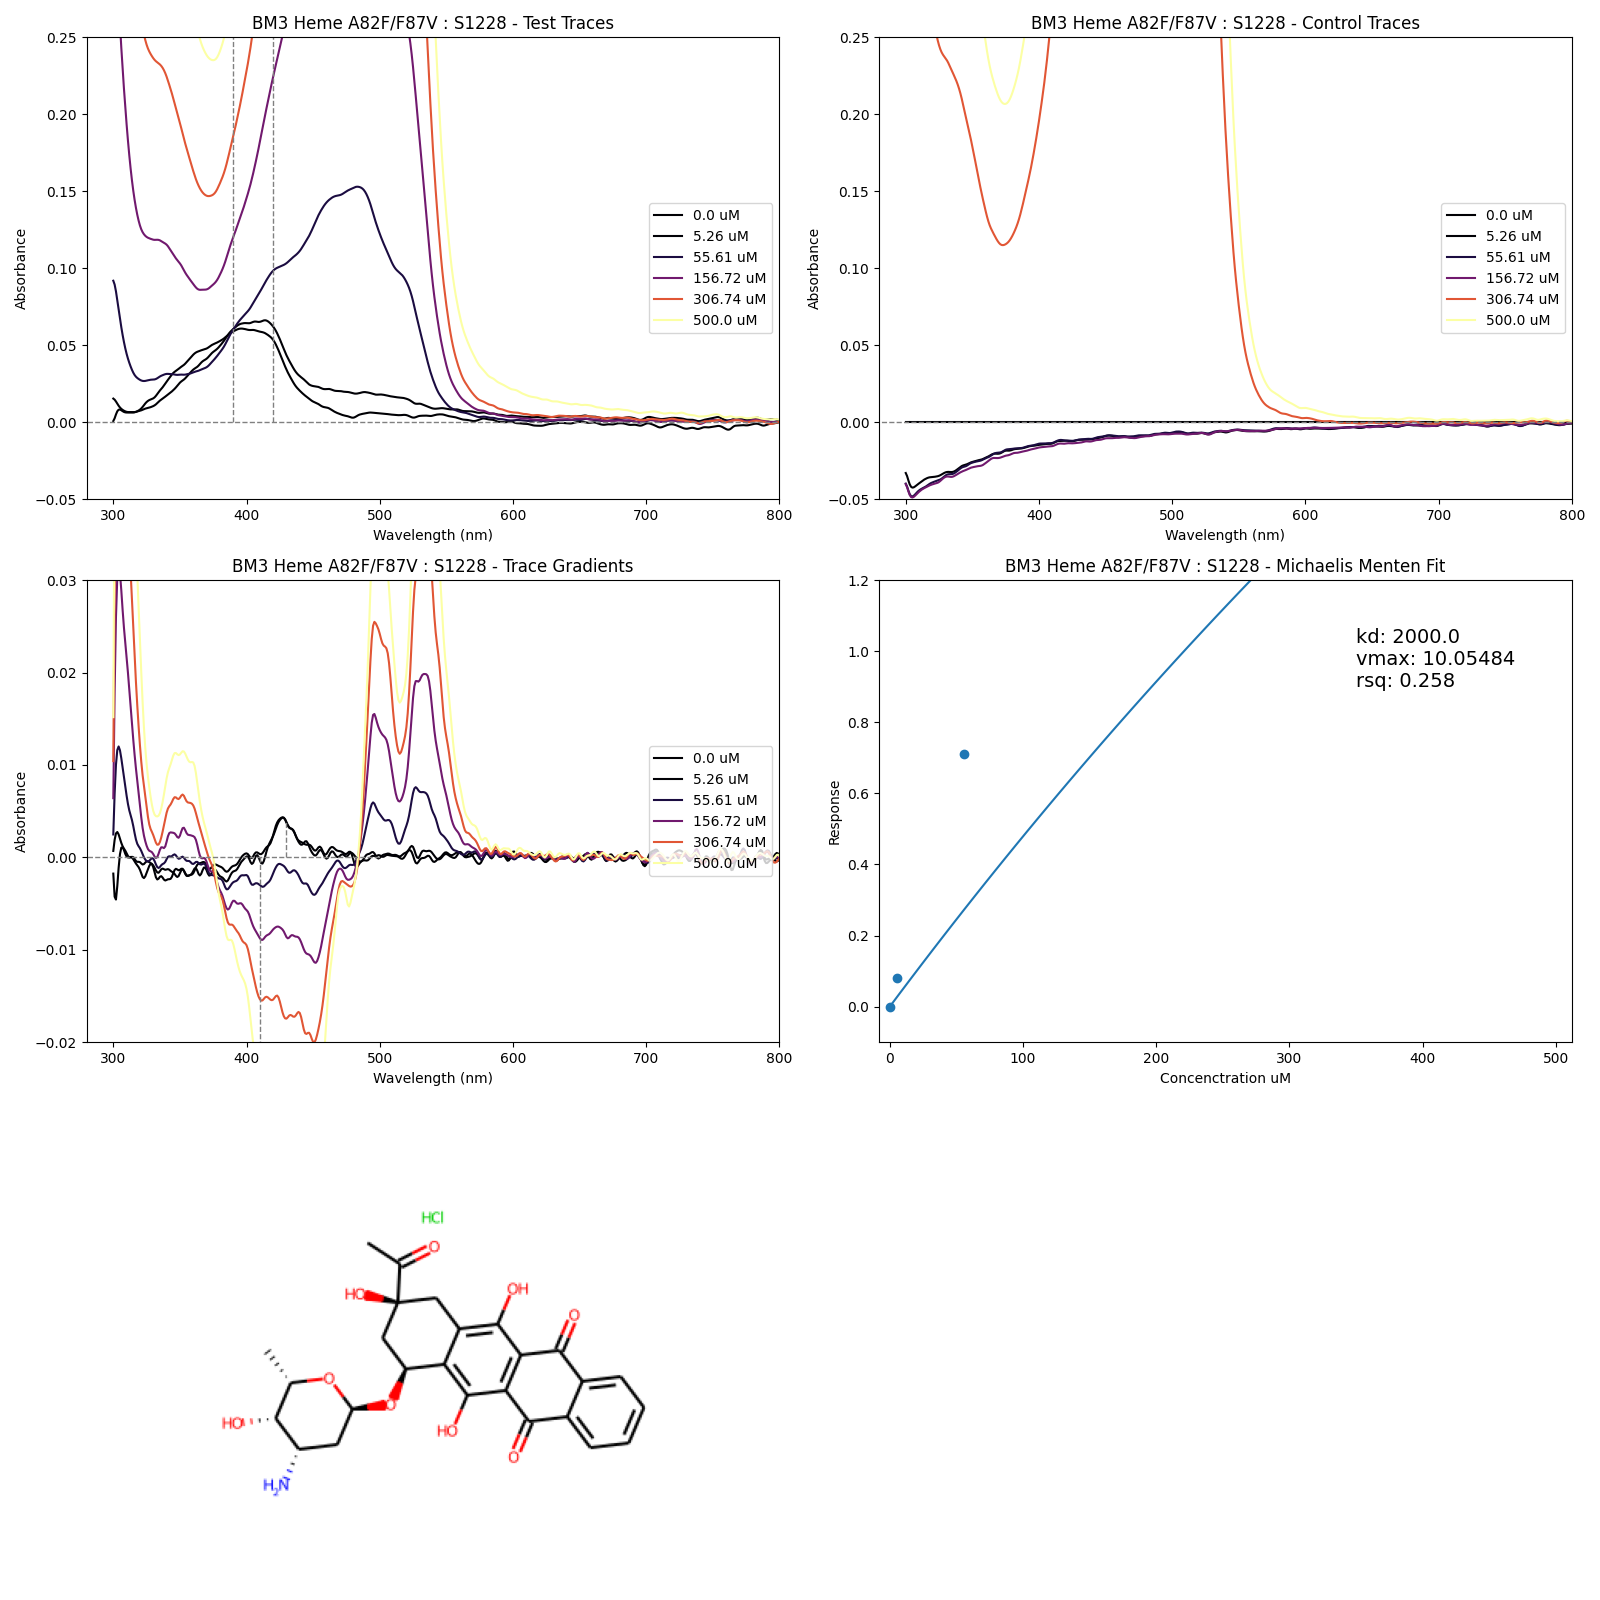 BM3 Heme A82F/F87V : S1228 - Test Traces
Absorbance
0.25
0.20
0.15
0.10
0.05
0.00
−0.05
300 400 500 600 700 800
Wavelength (nm)
0.0 uM
5.26 uM
55.61 uM
156.72 uM
306.74 uM
500.0 uM
BM3 Heme A82F/F87V : S1228 - Control Traces
Absorbance
0.25
0.20
0.15
0.10
0.05
0.00
−0.05
300 400 500 600 700 800
Wavelength (nm)
0.0 uM
5.26 uM
55.61 uM
156.72 uM
306.74 uM
500.0 uM
BM3 Heme A82F/F87V : S1228 - Trace Gradients
Absorbance
0.03
0.02
0.01
0.00
−0.01
−0.02
300 400 500 600 700 800
Wavelength (nm)
0.0 uM
5.26 uM
55.61 uM
156.72 uM
306.74 uM
500.0 uM
BM3 Heme A82F/F87V : S1228 - Michaelis Menten Fit
Response
1.2
1.0
0.8
0.6
0.4
0.2
0.0
0 100 200 300 400 500
Concenctration uM
kd: 2000.0
vmax: 10.05484
rsq: 0.258
HCl
O
HO
OH
O
O
HO
O
HO
O
H2N